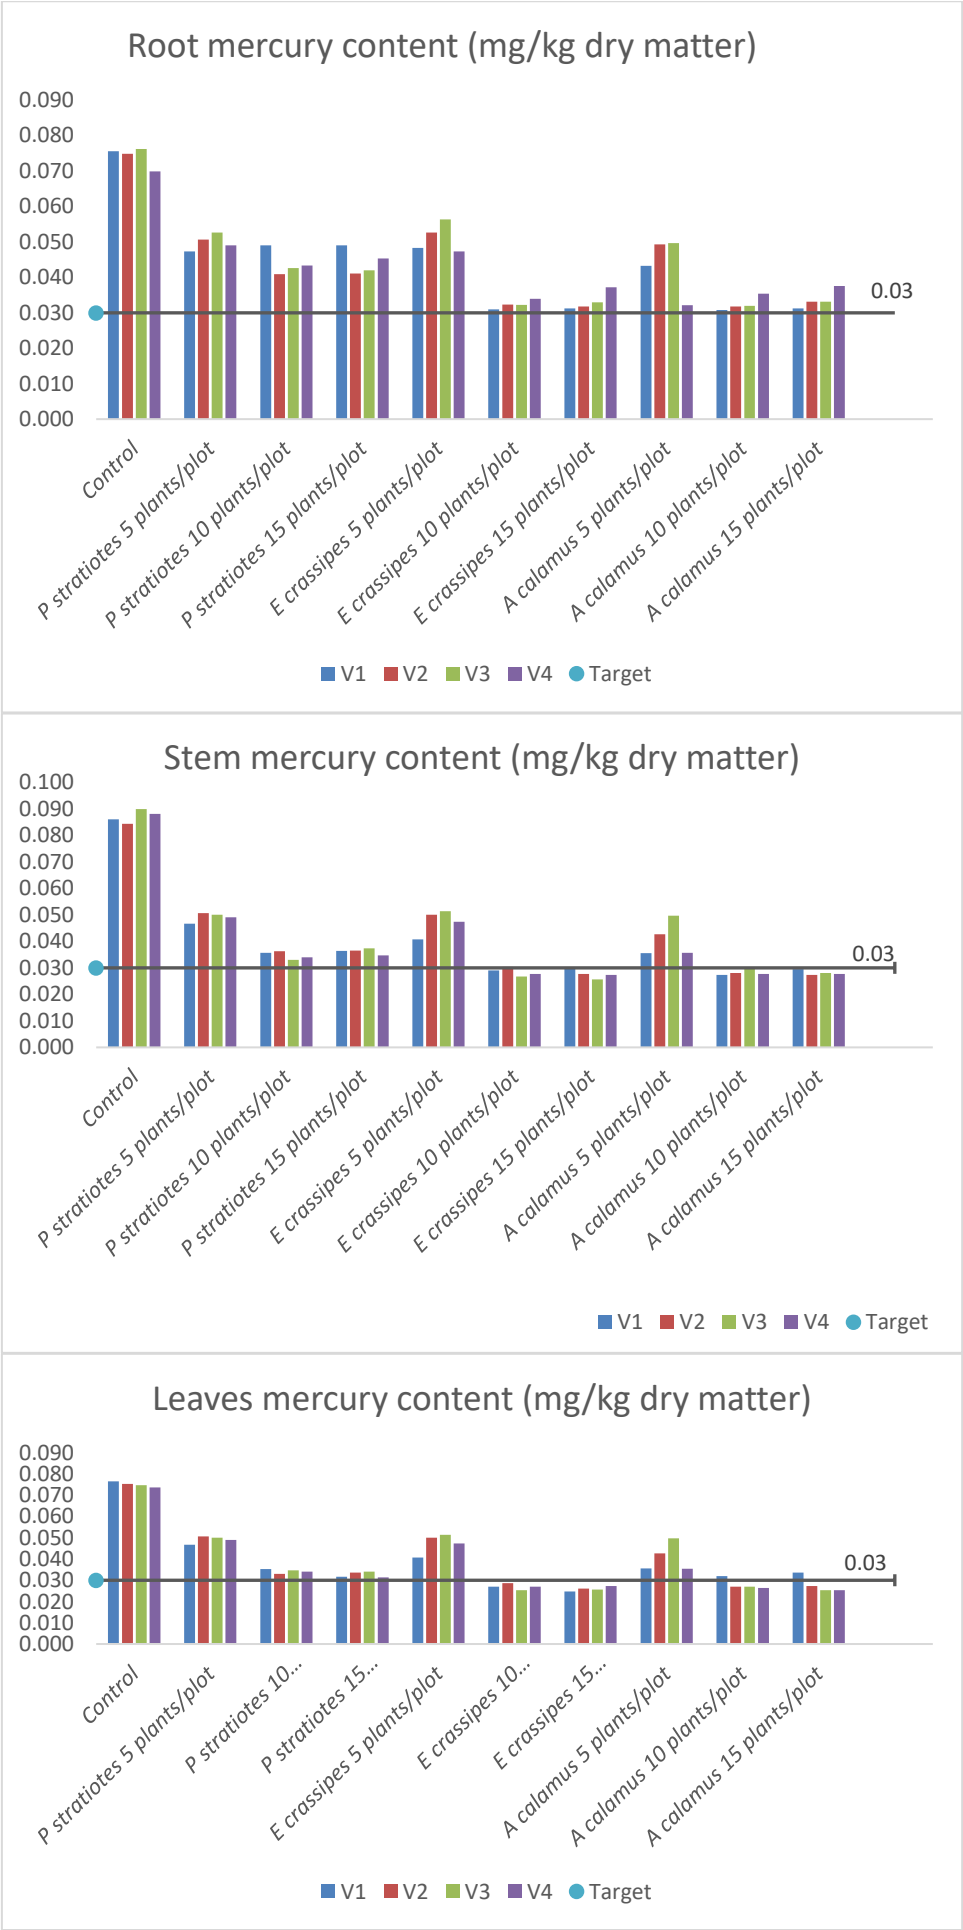 Root mercury content (mg/kg dry matter)
0.090
0.080
0.070
0.060
0.050
0.040
0.030
0.020
0.010
0.000
0.03
Control
P stratiotes 5 plants/plot
P stratiotes 10 plants/plot
P stratiotes 15 plants/plot
E crassipes 5 plants/plot
E crassipes 10 plants/plot
E crassipes 15 plants/plot
A calamus 5 plants/plot
A calamus 10 plants/plot
A calamus 15 plants/plot
V1 V2 V3 V4 Target
Stem mercury content (mg/kg dry matter)
0.100
0.090
0.080
0.070
0.060
0.050
0.040
0.030
0.020
0.010
0.000
0.03
Control
P stratiotes 5 plants/plot
P stratiotes 10 plants/plot
P stratiotes 15 plants/plot
E crassipes 5 plants/plot
E crassipes 10 plants/plot
E crassipes 15 plants/plot
A calamus 5 plants/plot
A calamus 10 plants/plot
A calamus 15 plants/plot
V1 V2 V3 V4 Target
Leaves mercury content (mg/kg dry matter)
0.090
0.080
0.070
0.060
0.050
0.040
0.030
0.020
0.010
0.000
0.03
Control
P stratiotes 5 plants/plot
P stratiotes 10...
P stratiotes 15...
E crassipes 5 plants/plot
E crassipes 10...
E crassipes 15...
A calamus 5 plants/plot
A calamus 10 plants/plot
A calamus 15 plants/plot
V1 V2 V3 V4 Target